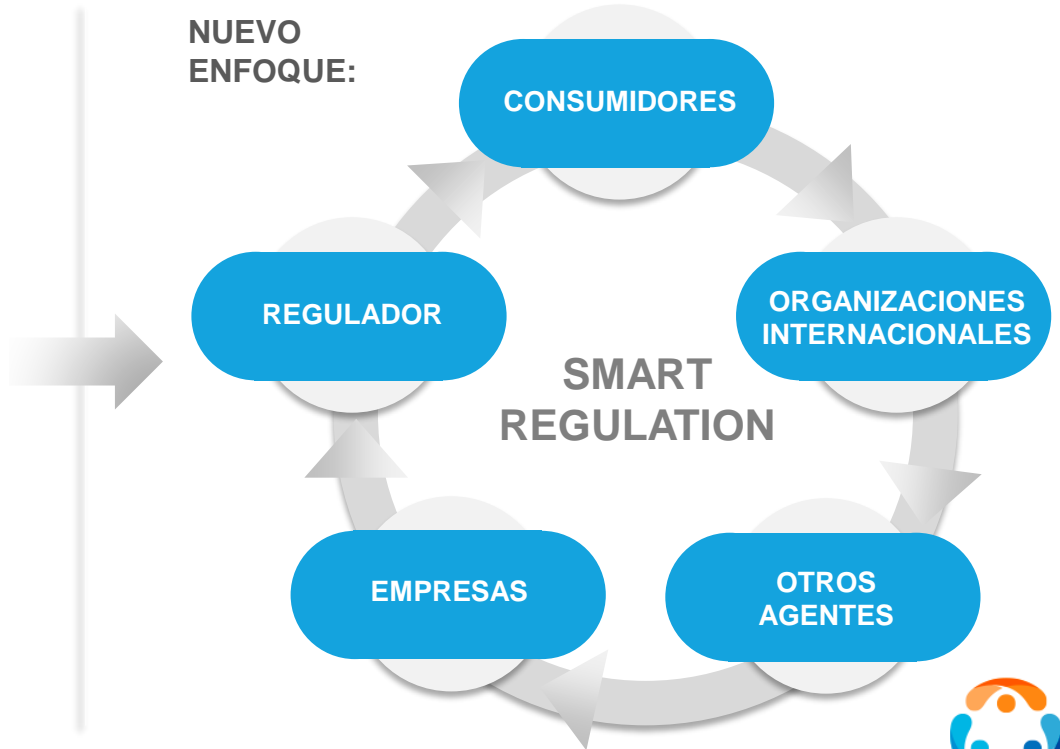 NUEVO
ENFOQUE:
CONSUMIDORES
REGULADOR
ORGANIZACIONES
INTERNACIONALES
SMART
REGULATION
EMPRESAS
OTROS
AGENTES